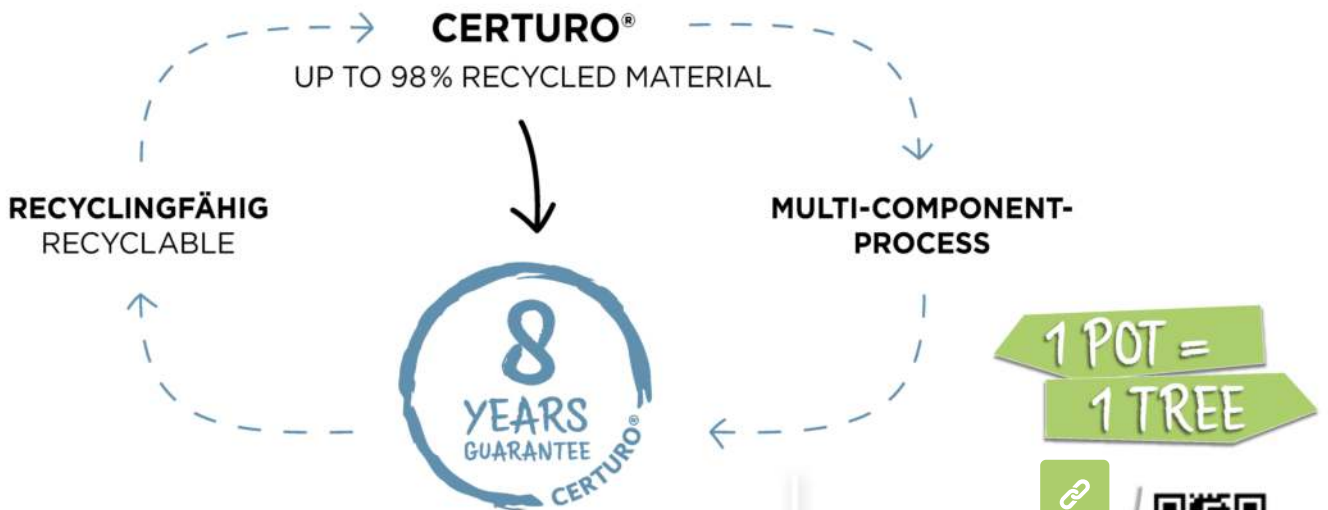 CERTURO®
UP TO 98% RECYCLED MATERIAL
RECYCLINGFÄHIG
RECYCLABLE
MULTI-COMPONENT-
PROCESS
8
YEARS
GUARANTEE
CERTURO®
1 POT =
1 TREE